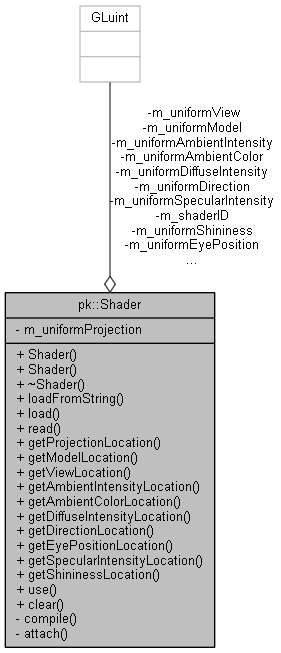 GLuint
-m_uniformView
-m_uniformModel
-m_uniformAmbientIntensity
-m_uniformAmbientColor
-m_uniformDiffuseIntensity
-m_uniformDirection
-m_uniformSpecularIntensity
-m_shaderID
-m_uniformShininess
-m_uniformEyePosition
...
pk::Shader
- m_uniformProjection
+ Shader()
+ Shader()
+ ~Shader()
+ loadFromString()
+ load()
+ read()
+ getProjectionLocation()
+ getModelLocation()
+ getViewLocation()
+ getAmbientIntensityLocation()
+ getAmbientColorLocation()
+ getDiffuseIntensityLocation()
+ getDirectionLocation()
+ getEyePositionLocation()
+ getSpecularIntensityLocation()
+ getShininessLocation()
+ use()
+ clear()
- compile()
- attach()